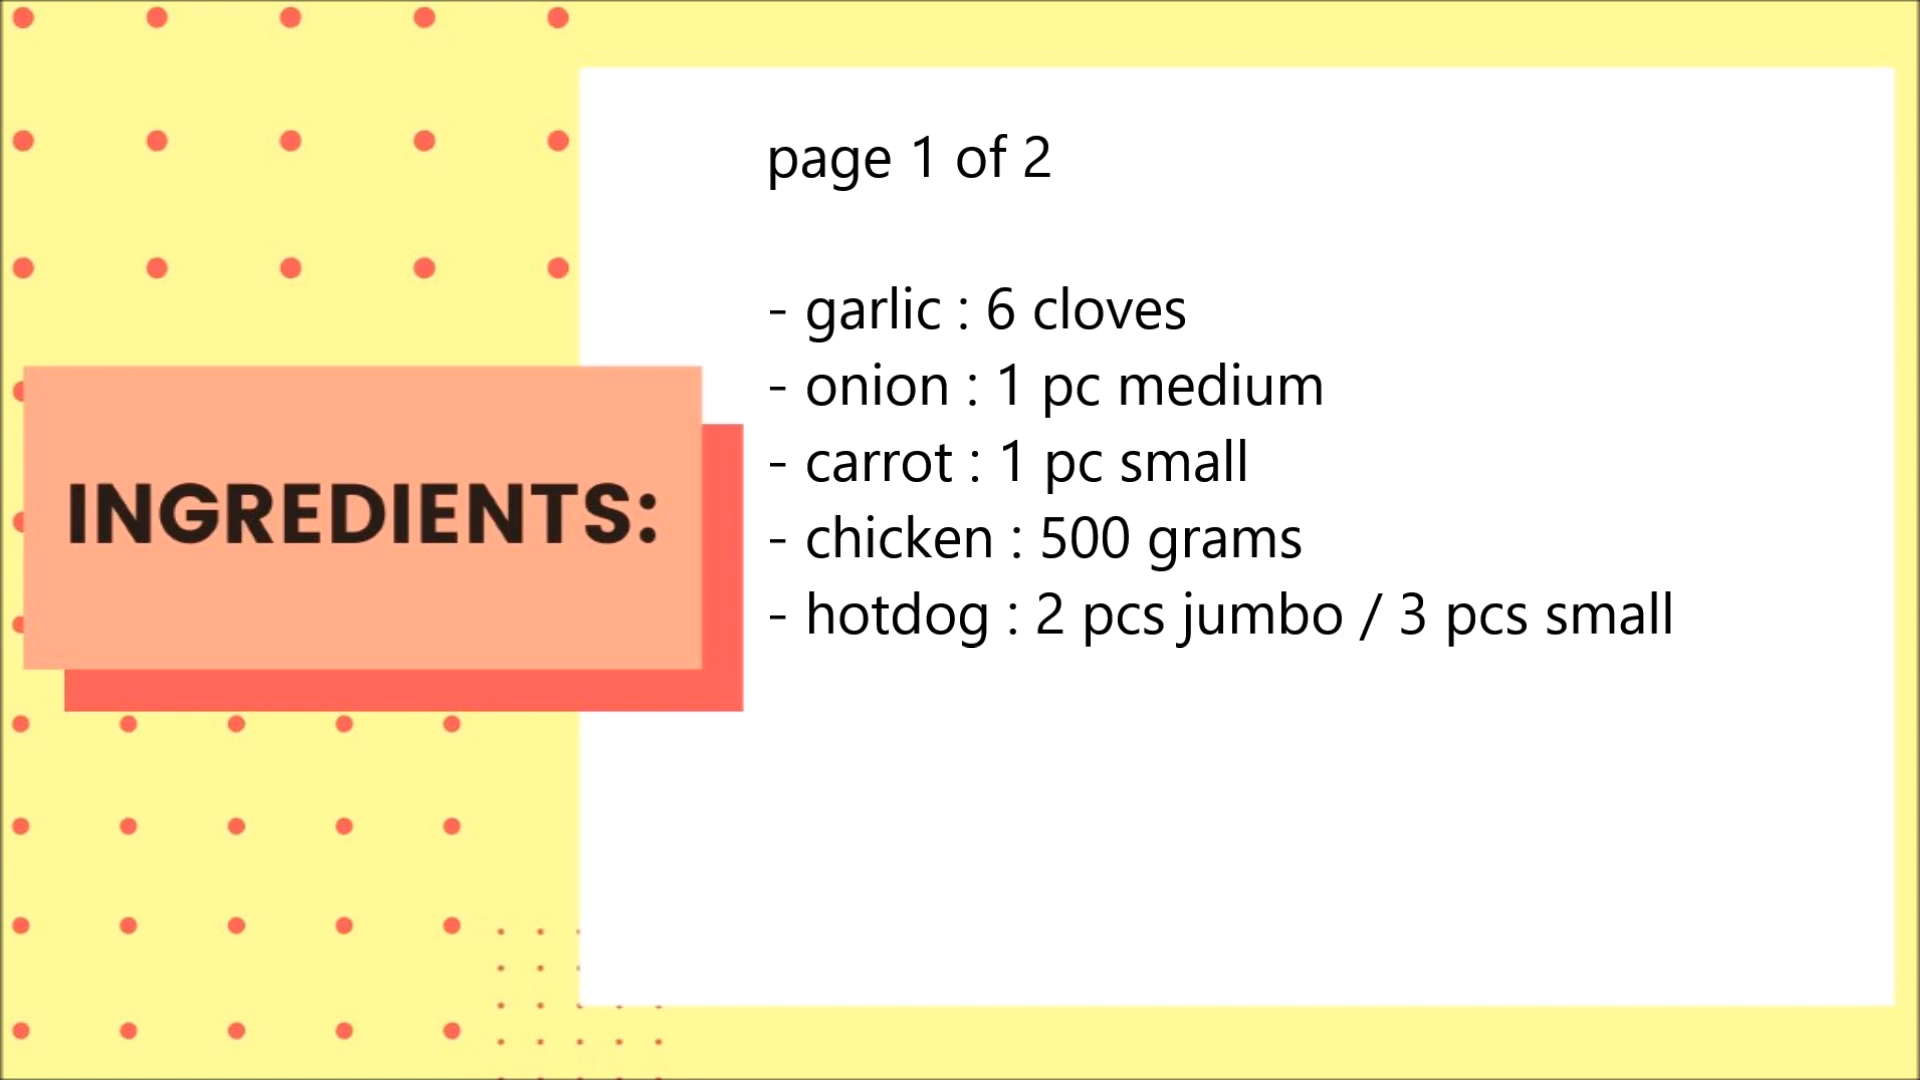 page 1 of 2
INGREDIENTS:
- garlic : 6 cloves
- onion : 1 pc medium
- carrot : 1 pc small
- chicken : 500 grams
- hotdog : 2 pcs jumbo / 3 pcs small